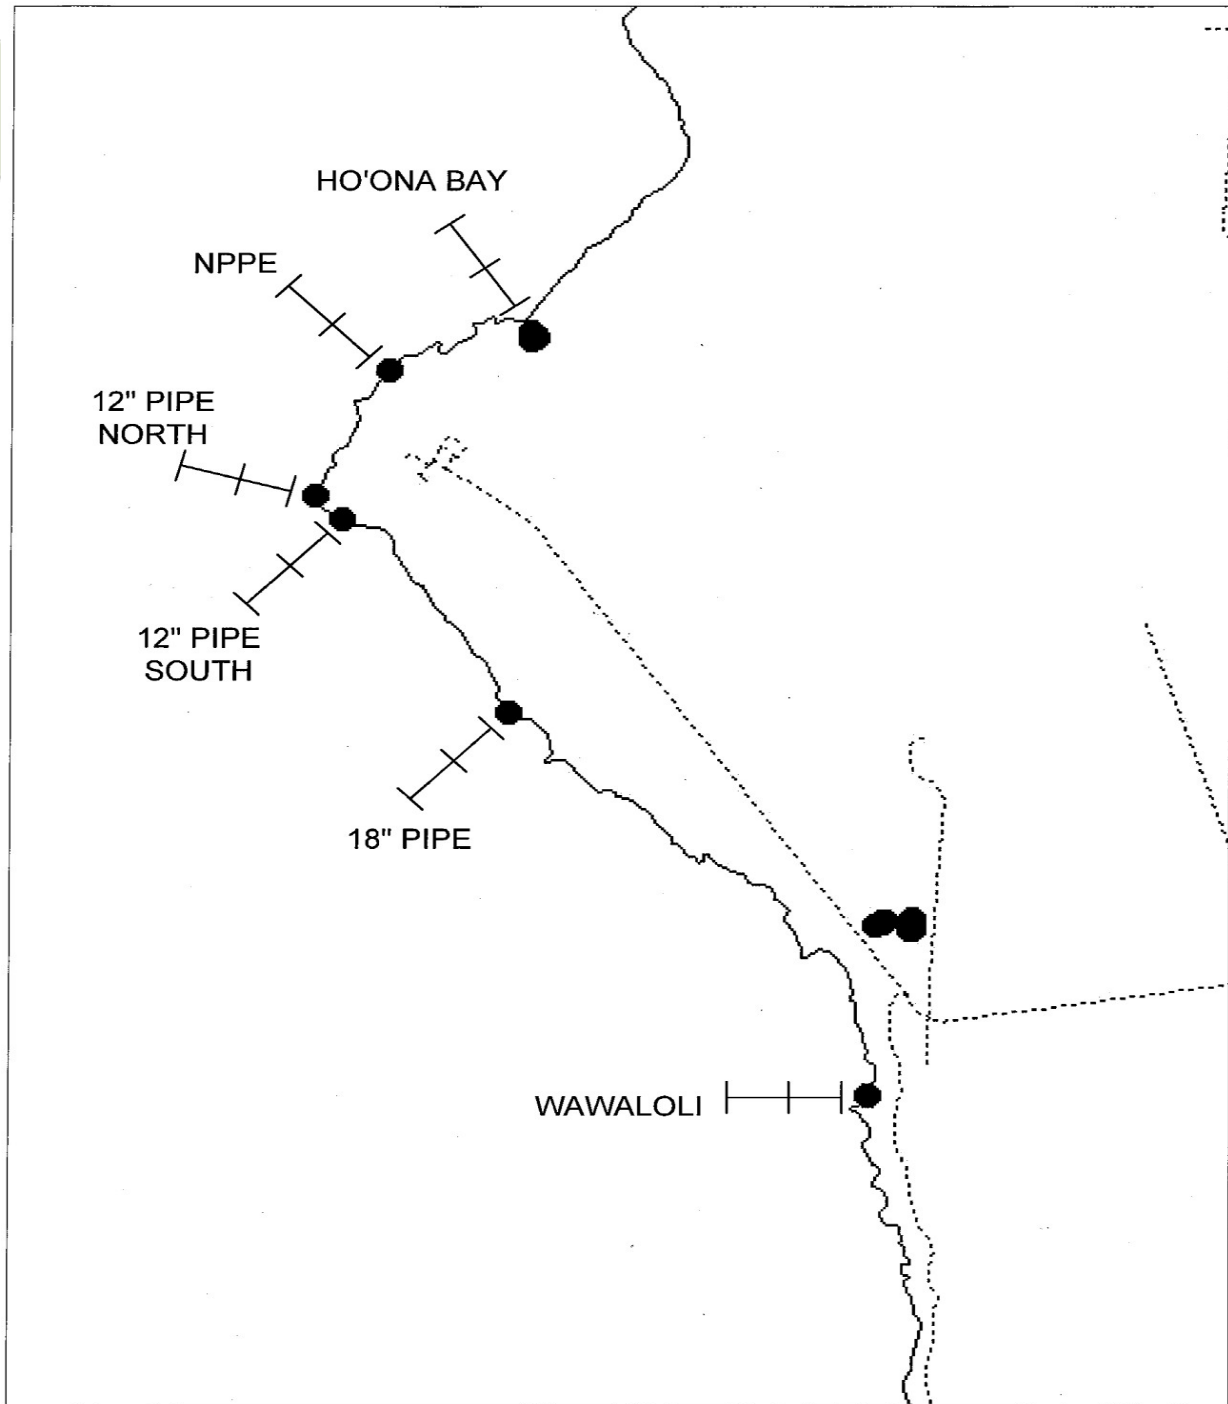 HO'ONA BAY
NPPE
12" PIPE
NORTH
12" PIPE
SOUTH
18" PIPE
WAWALOLI